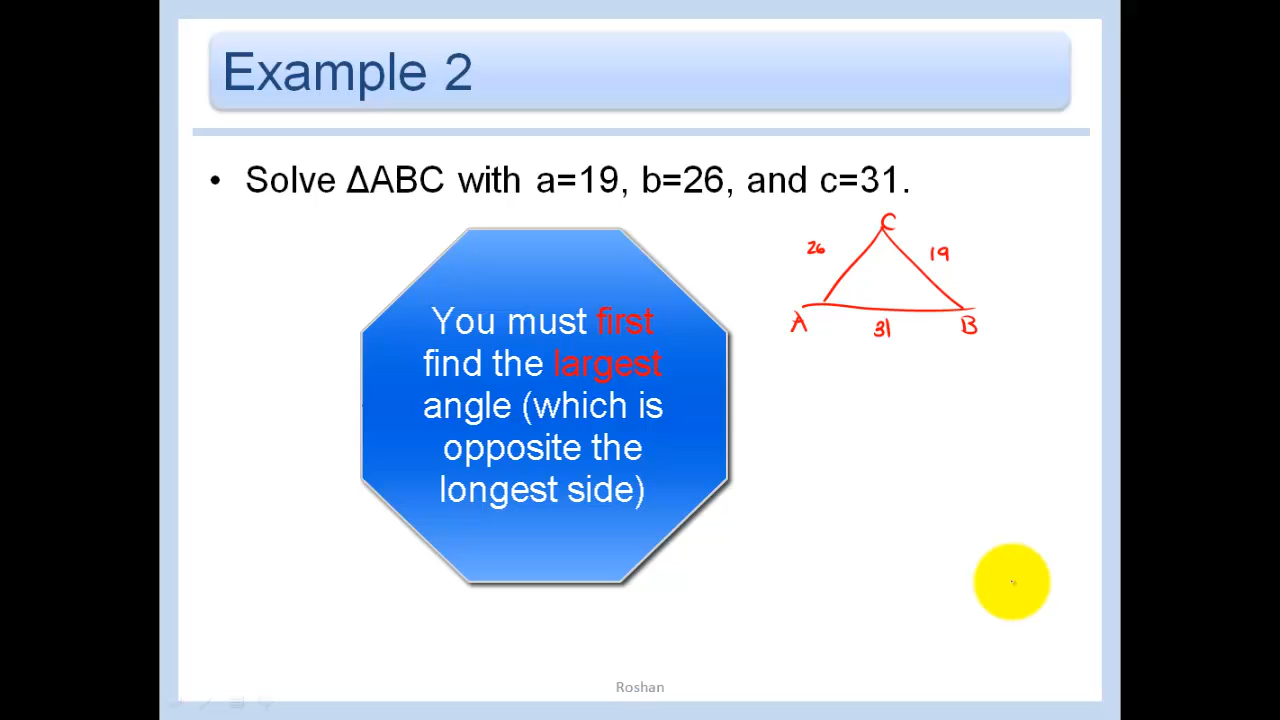 Example 2
• Solve ΔABC with a=19, b=26, and c=31.
C
26
19
A
31
B
You must first
find the largest
angle (which is
opposite the
longest side)
Roshan